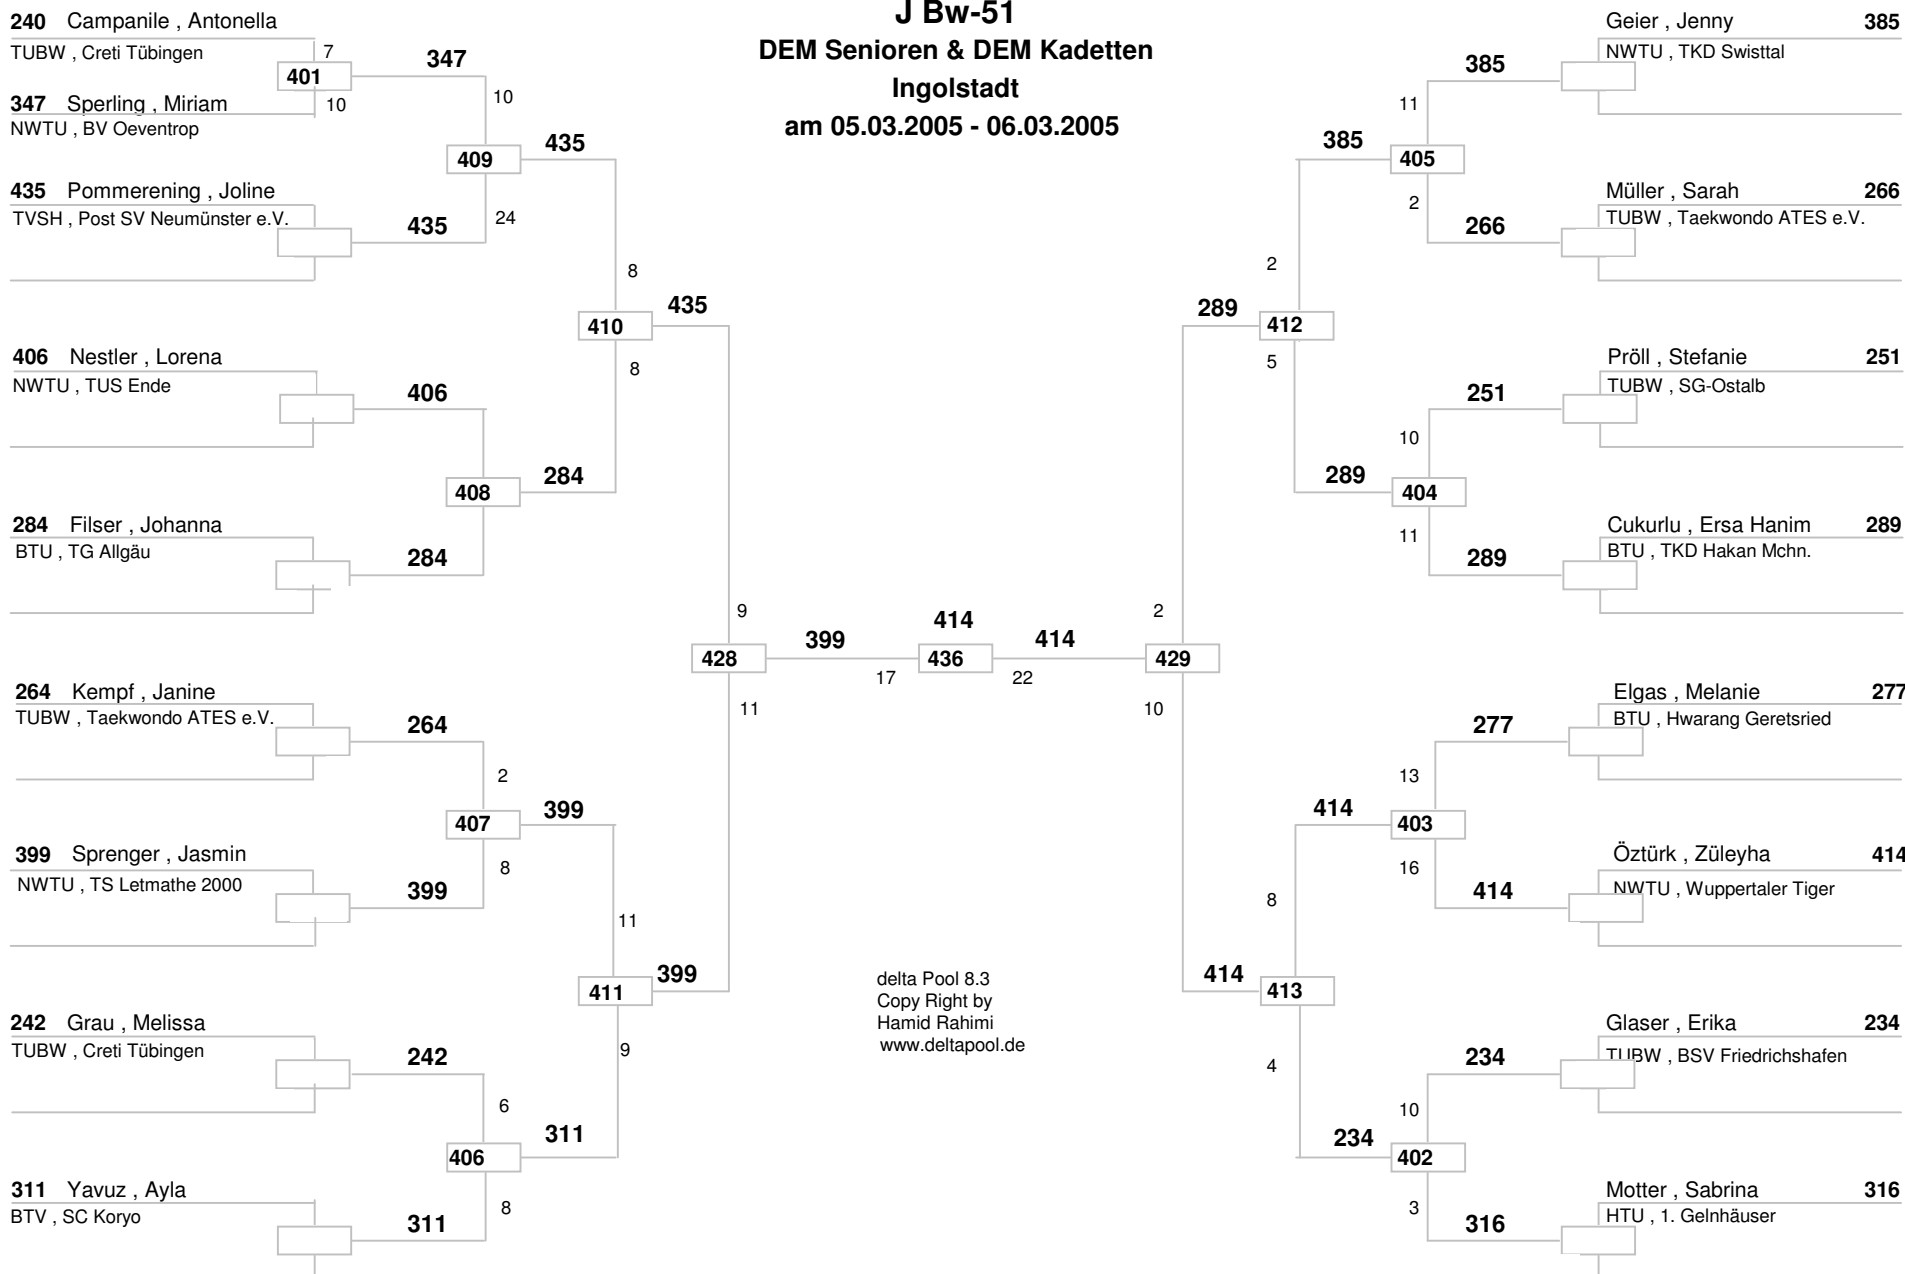 J Bw-51
DEM Senioren & DEM Kadetten
Ingolstadt
am 05.03.2005 - 06.03.2005
240 Campanile , Antonella
TUBW , Creti Tübingen
7
401
347
347 Sperling , Miriam
10
NWTU , BV Oeventrop
10
409
435
435 Pommerening , Joline
TVSH , Post SV Neumünster e.V.
435
24
8
410
435
406 Nestler , Lorena
NWTU , TUS Ende
406
8
408
284
284 Filser , Johanna
BTU , TG Allgäu
284
9
428
399
11
264 Kempf , Janine
TUBW , Taekwondo ATES e.V.
264
2
407
399
399 Sprenger , Jasmin
NWTU , TS Letmathe 2000
399
8
11
411
399
9
242 Grau , Melissa
TUBW , Creti Tübingen
242
6
406
311
311 Yavuz , Ayla
BTV , SC Koryo
311
8
414
17
436
22
414
delta Pool 8.3
Copy Right by
Hamid Rahimi
www.deltapool.de
Geier , Jenny 385
NWTU , TKD Swisttal
385
11
385
405
Müller , Sarah 266
TUBW , Taekwondo ATES e.V.
2
266
2
289
412
5
Pröll , Stefanie 251
TUBW , SG-Ostalb
251
10
289
404
Cukurlu , Ersa Hanim 289
BTU , TKD Hakan Mchn.
11
289
2
429
10
Elgas , Melanie 277
BTU , Hwarang Geretsried
277
13
414
403
Öztürk , Züleyha 414
NWTU , Wuppertaler Tiger
16
414
8
414
413
4
Glaser , Erika 234
TUBW , BSV Friedrichshafen
234
10
234
402
Motter , Sabrina 316
HTU , 1. Gelnhäuser
3
316